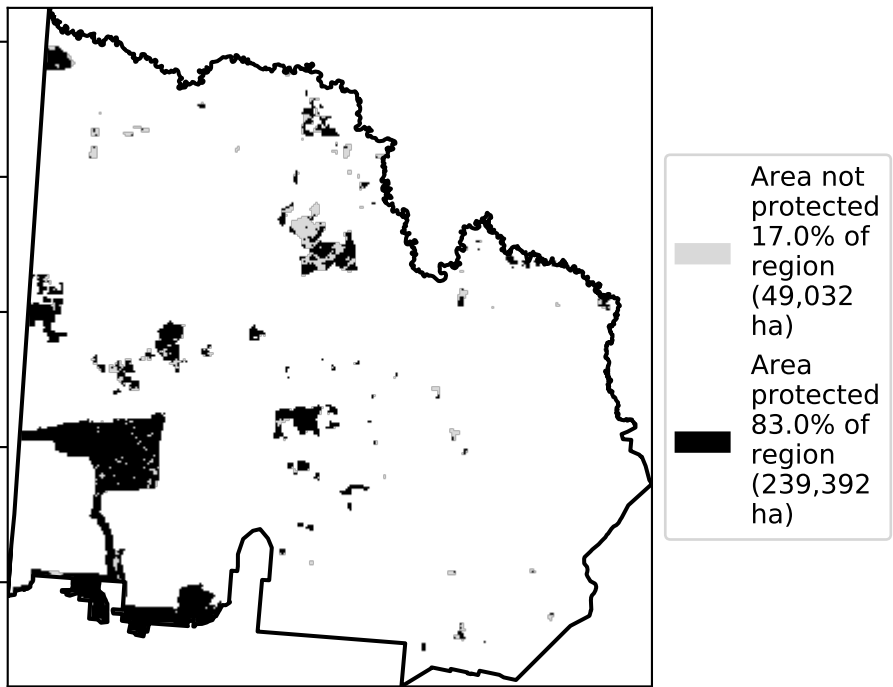 Area not
protected
17.0% of
region
(49,032
ha)
Area
protected
83.0% of
region
(239,392
ha)